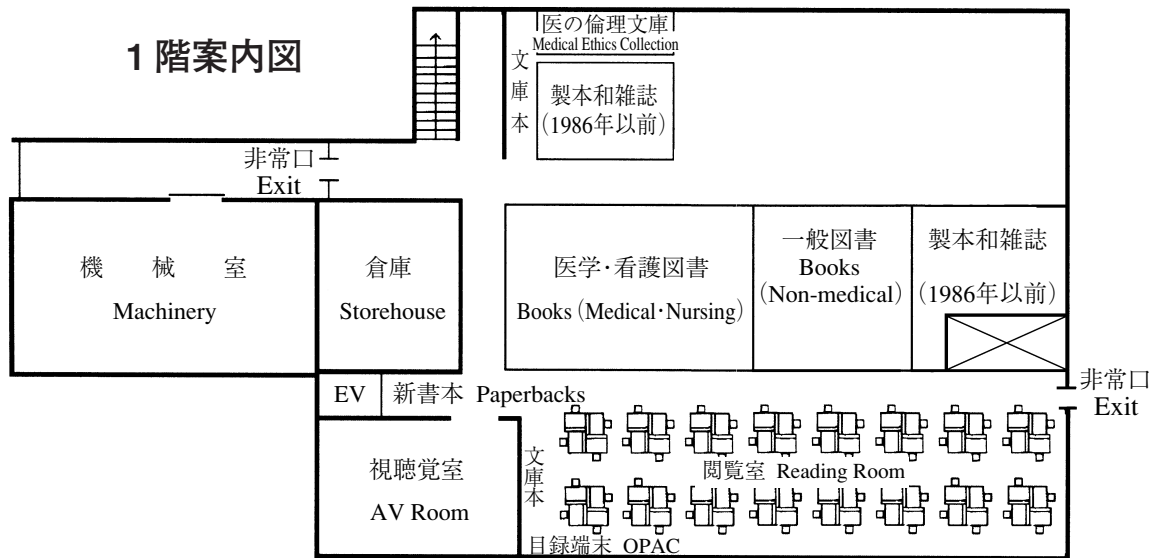 1階案内図
医の倫理文庫
Medical Ethics Collection
文庫本
製本和雑誌
(1986年以前)
非常口
Exit
機械室
Machinery
倉庫
Storehouse
医学・看護図書
Books (Medical·Nursing)
一般図書
Books
(Non-medical)
製本和雑誌
(1986年以前)
EV
新書本 Paperbacks
非常口
Exit
視聴覚室
AV Room
文庫本
閲覧室 Reading Room
目録端末 OPAC